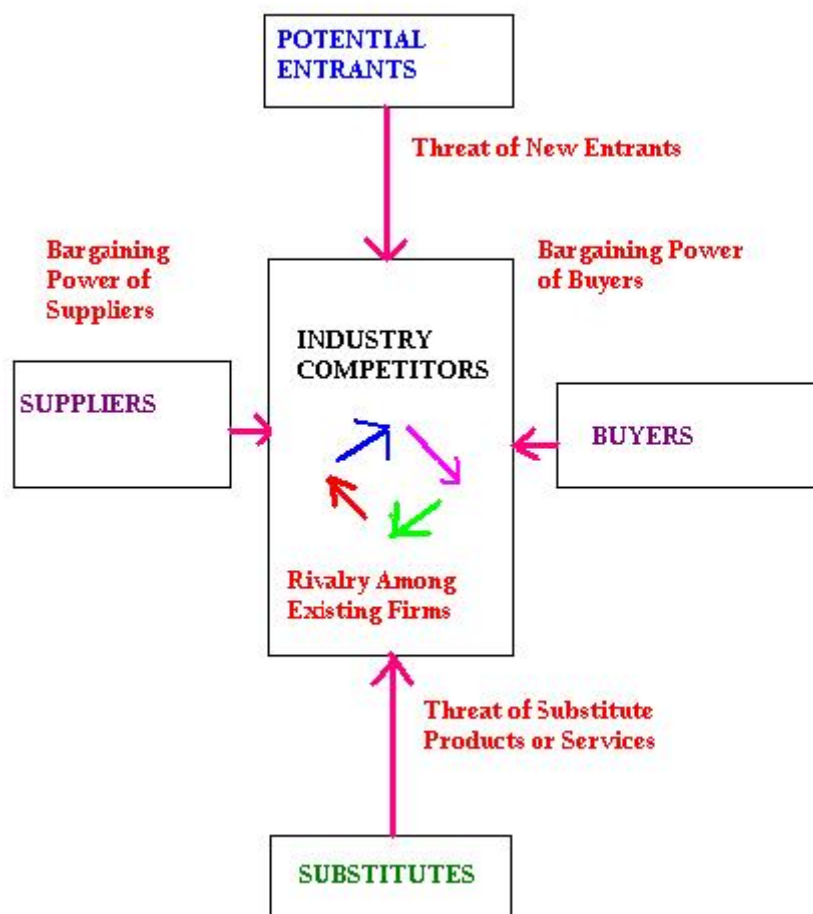 POTENTIAL
ENTRANTS
Threat of New Entrants
Bargaining
Power of
Suppliers
Bargaining Power
of Buyers
INDUSTRY
COMPETITORS
SUPPLIERS
BUYERS
Rivalry Among
Existing Firms
Threat of Substitute
Products or Services
SUBSTITUTES